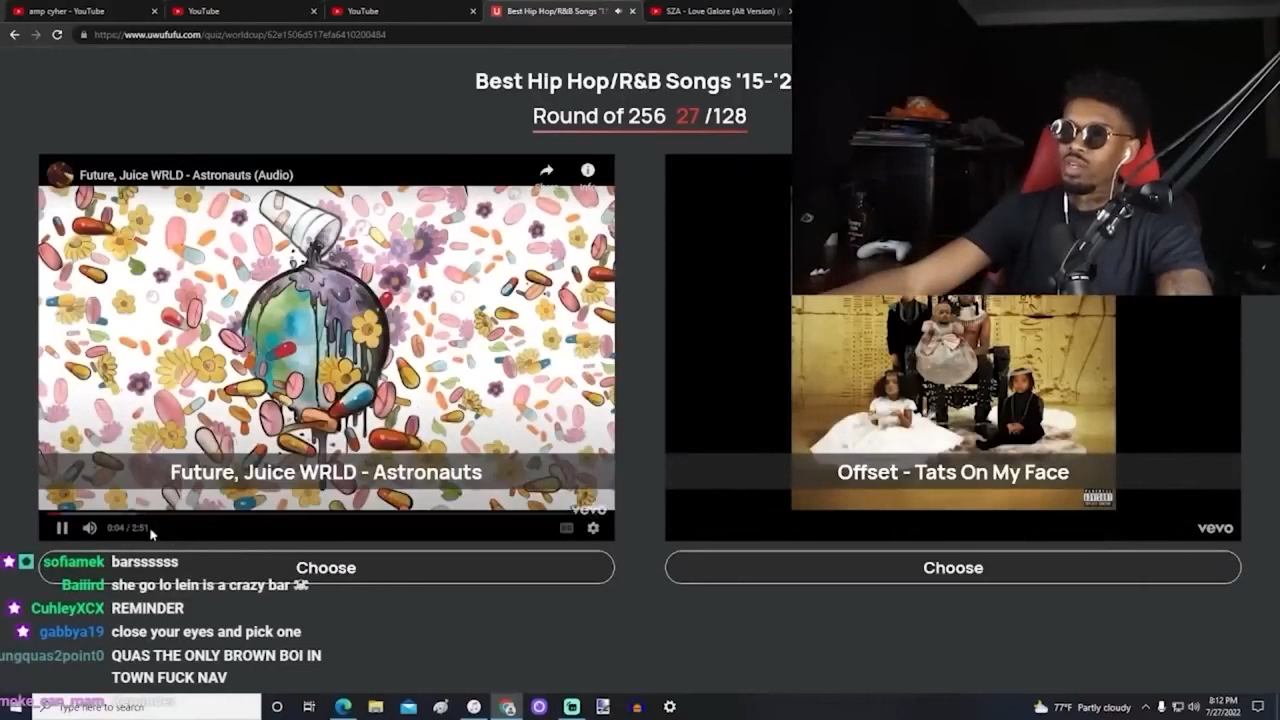 amp cyher - YouTube
YouTube
YouTube
Best Hip Hop/R&B Songs '1
SZA - Love Galore (Alt Version) (
https://www.uwufufu.com/quiz/worldcup/62e1506d517efa6410200484
Best Hip Hop/R&B Songs '15-'2
Round of 256 27 /128
Future, Juice WRLD - Astronauts (Audio)
Future, Juice WRLD - Astronauts
Offset - Tats On My Face
vevo
0:04 / 2:51
vevo
Choose
Choose
sofiamek barssssss
Baiiird she go lo lein is a crazy bar
CuhleyXCX REMINDER
gabbya19 close your eyes and pick one
ungquas2point0 QUAS THE ONLY BROWN BOI IN
TOWN FUCK NAV
Type here to search
77°F Partly cloudy
8:12 PM
7/27/2022